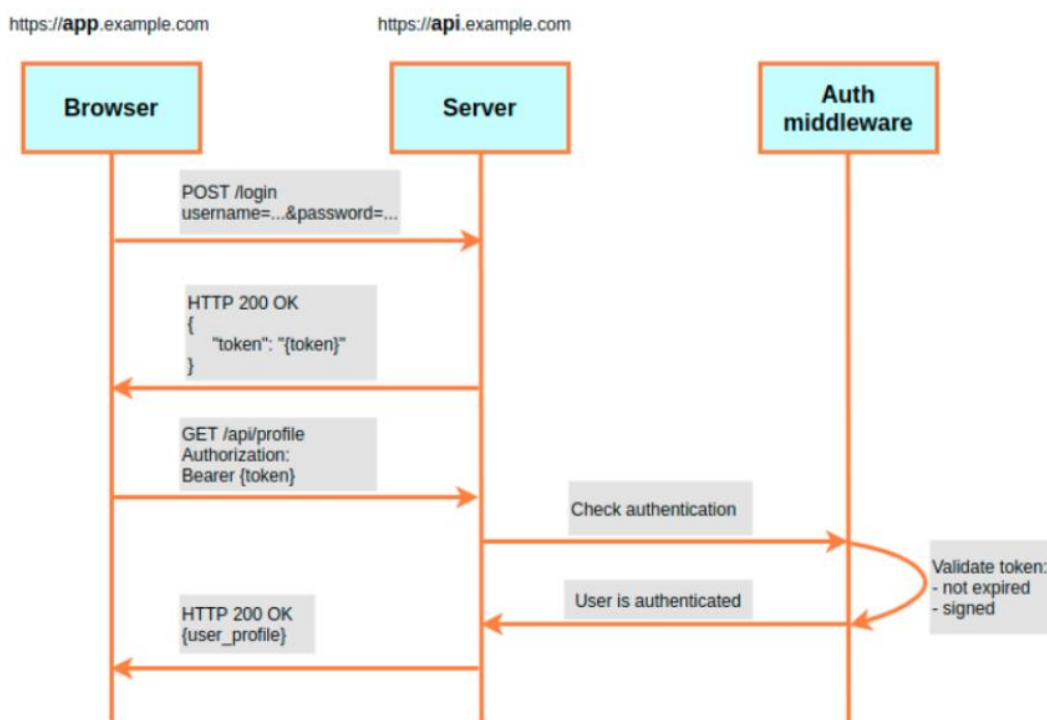 https://app.example.com
https://api.example.com
Browser
Server
Auth
middleware
POST /login
username=...&password=...
HTTP 200 OK
{
"token": "{token}"
}
GET /api/profile
Authorization:
Bearer {token}
Check authentication
Validate token:
- not expired
- signed
User is authenticated
HTTP 200 OK
{user_profile}